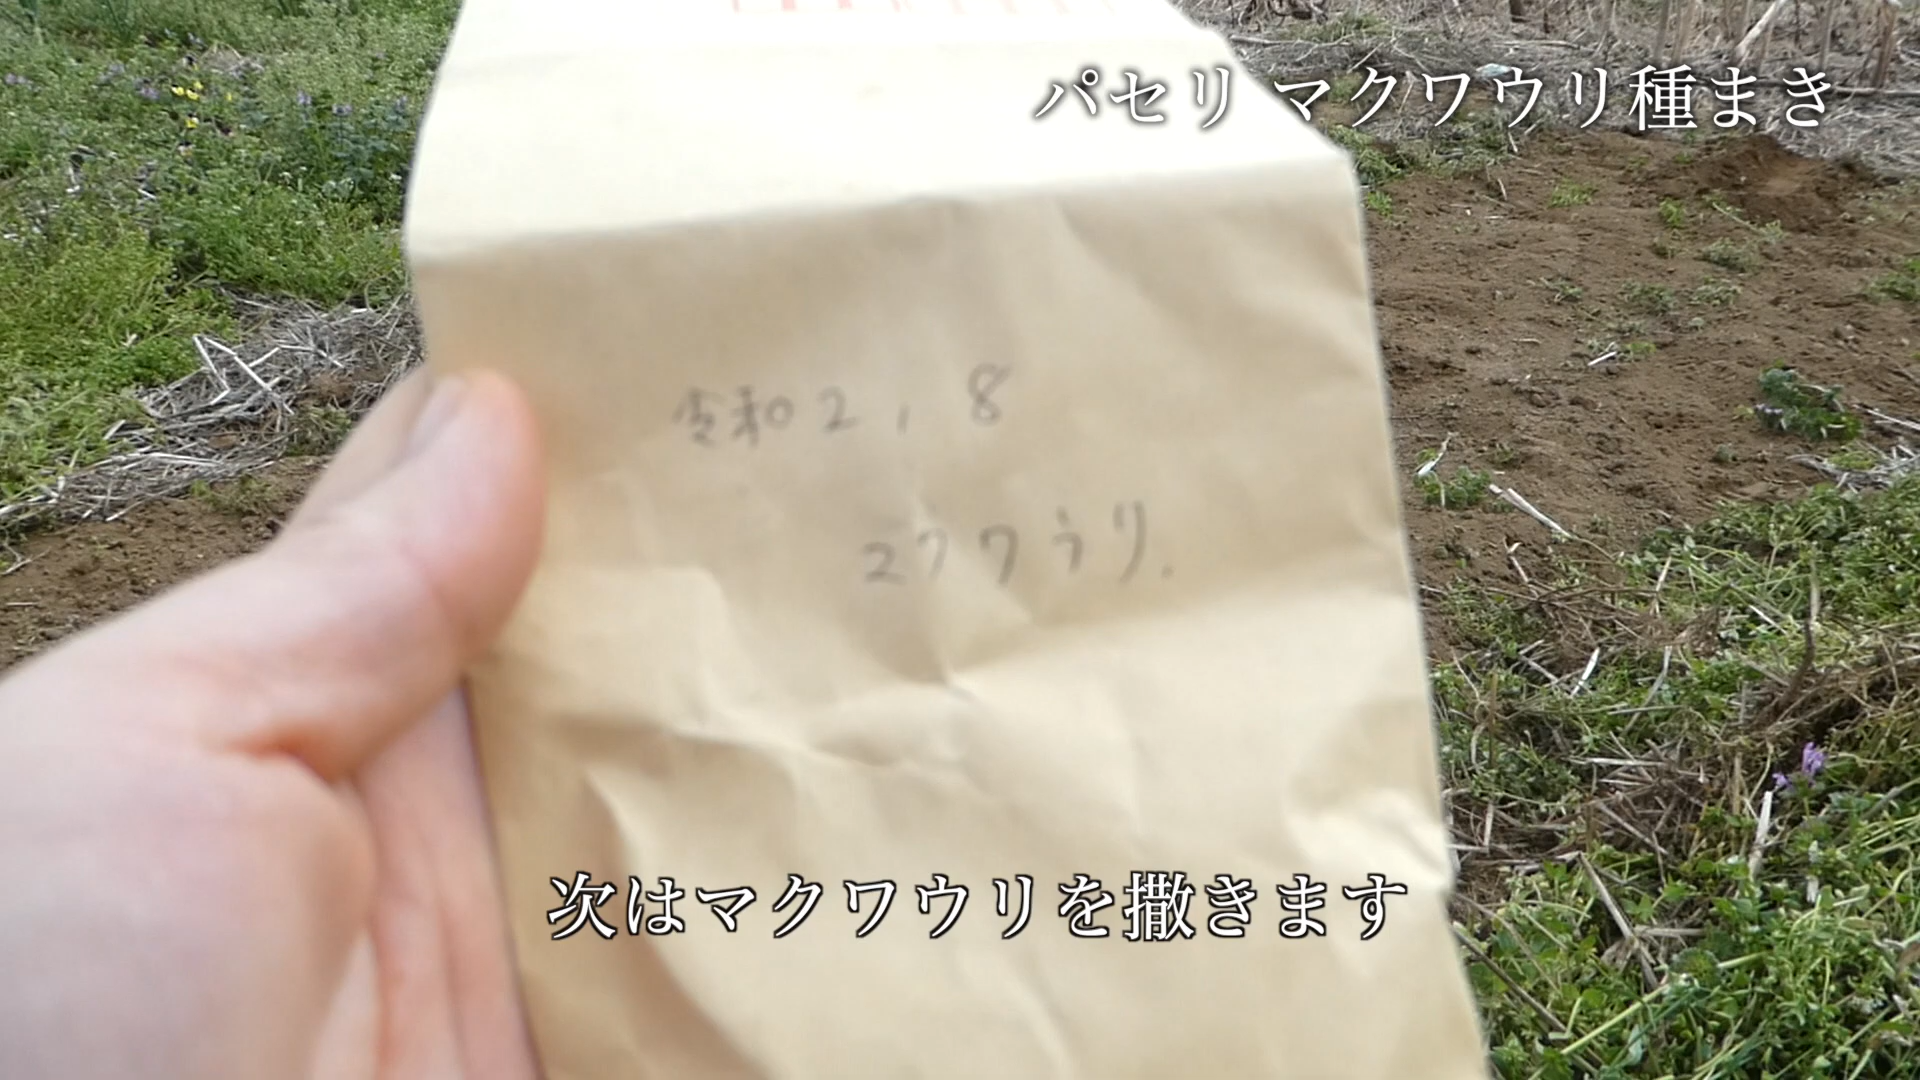 パセリ マクワウリ種まき
令和2,8
マクワウリ.
次はマクワウリを撒きます